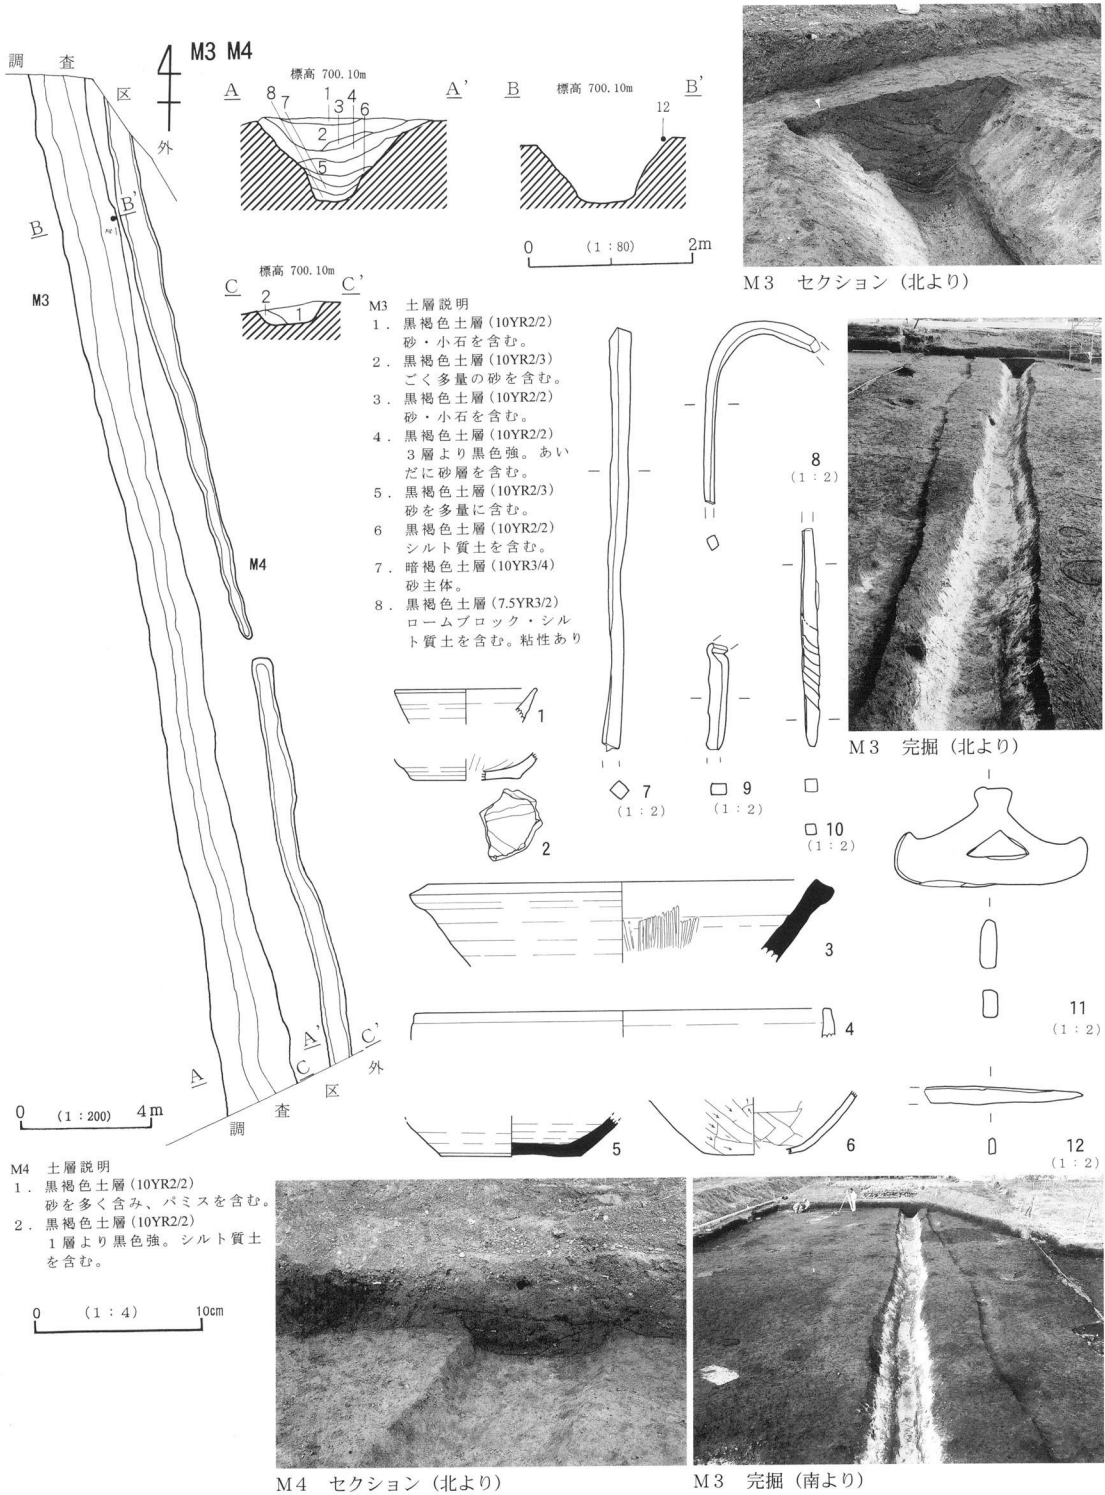 M3 M4
調査区外
標高 700.10m
A A'
8 7 1 3 4 6
2
5
標高 700.10m
B B'
12
0 (1：80) 2m
B B'
M3
標高 700.10m
C C'
2 1
M3 セクション（北より）
M3 土層説明
1. 黒褐色土層(10YR2/2)
砂・小石を含む。
2. 黒褐色土層(10YR2/3)
ごく多量の砂を含む。
3. 黒褐色土層(10YR2/2)
砂・小石を含む。
4. 黒褐色土層(10YR2/2)
3層より黒色強。あい
だに砂層を含む。
5. 黒褐色土層(10YR2/3)
砂を多量に含む。
6 黒褐色土層(10YR2/2)
シルト質土を含む。
7. 暗褐色土層(10YR3/4)
砂主体。
8. 黒褐色土層(7.5YR3/2)
ロームブロック・シル
ト質土を含む。粘性あり
M4
8
(1：2)
M3 完掘（北より）
1
2
7
(1：2)
9
(1：2)
10
(1：2)
3
4
11
(1：2)
5
6
12
(1：2)
A A'
C C'
調査区外
0 (1：200) 4m
M4 土層説明
1. 黒褐色土層(10YR2/2)
砂を多く含み、パミスを含む。
2. 黒褐色土層(10YR2/2)
1層より黒色強。シルト質土
を含む。
0 (1：4) 10cm
M4 セクション（北より）
M3 完掘（南より）